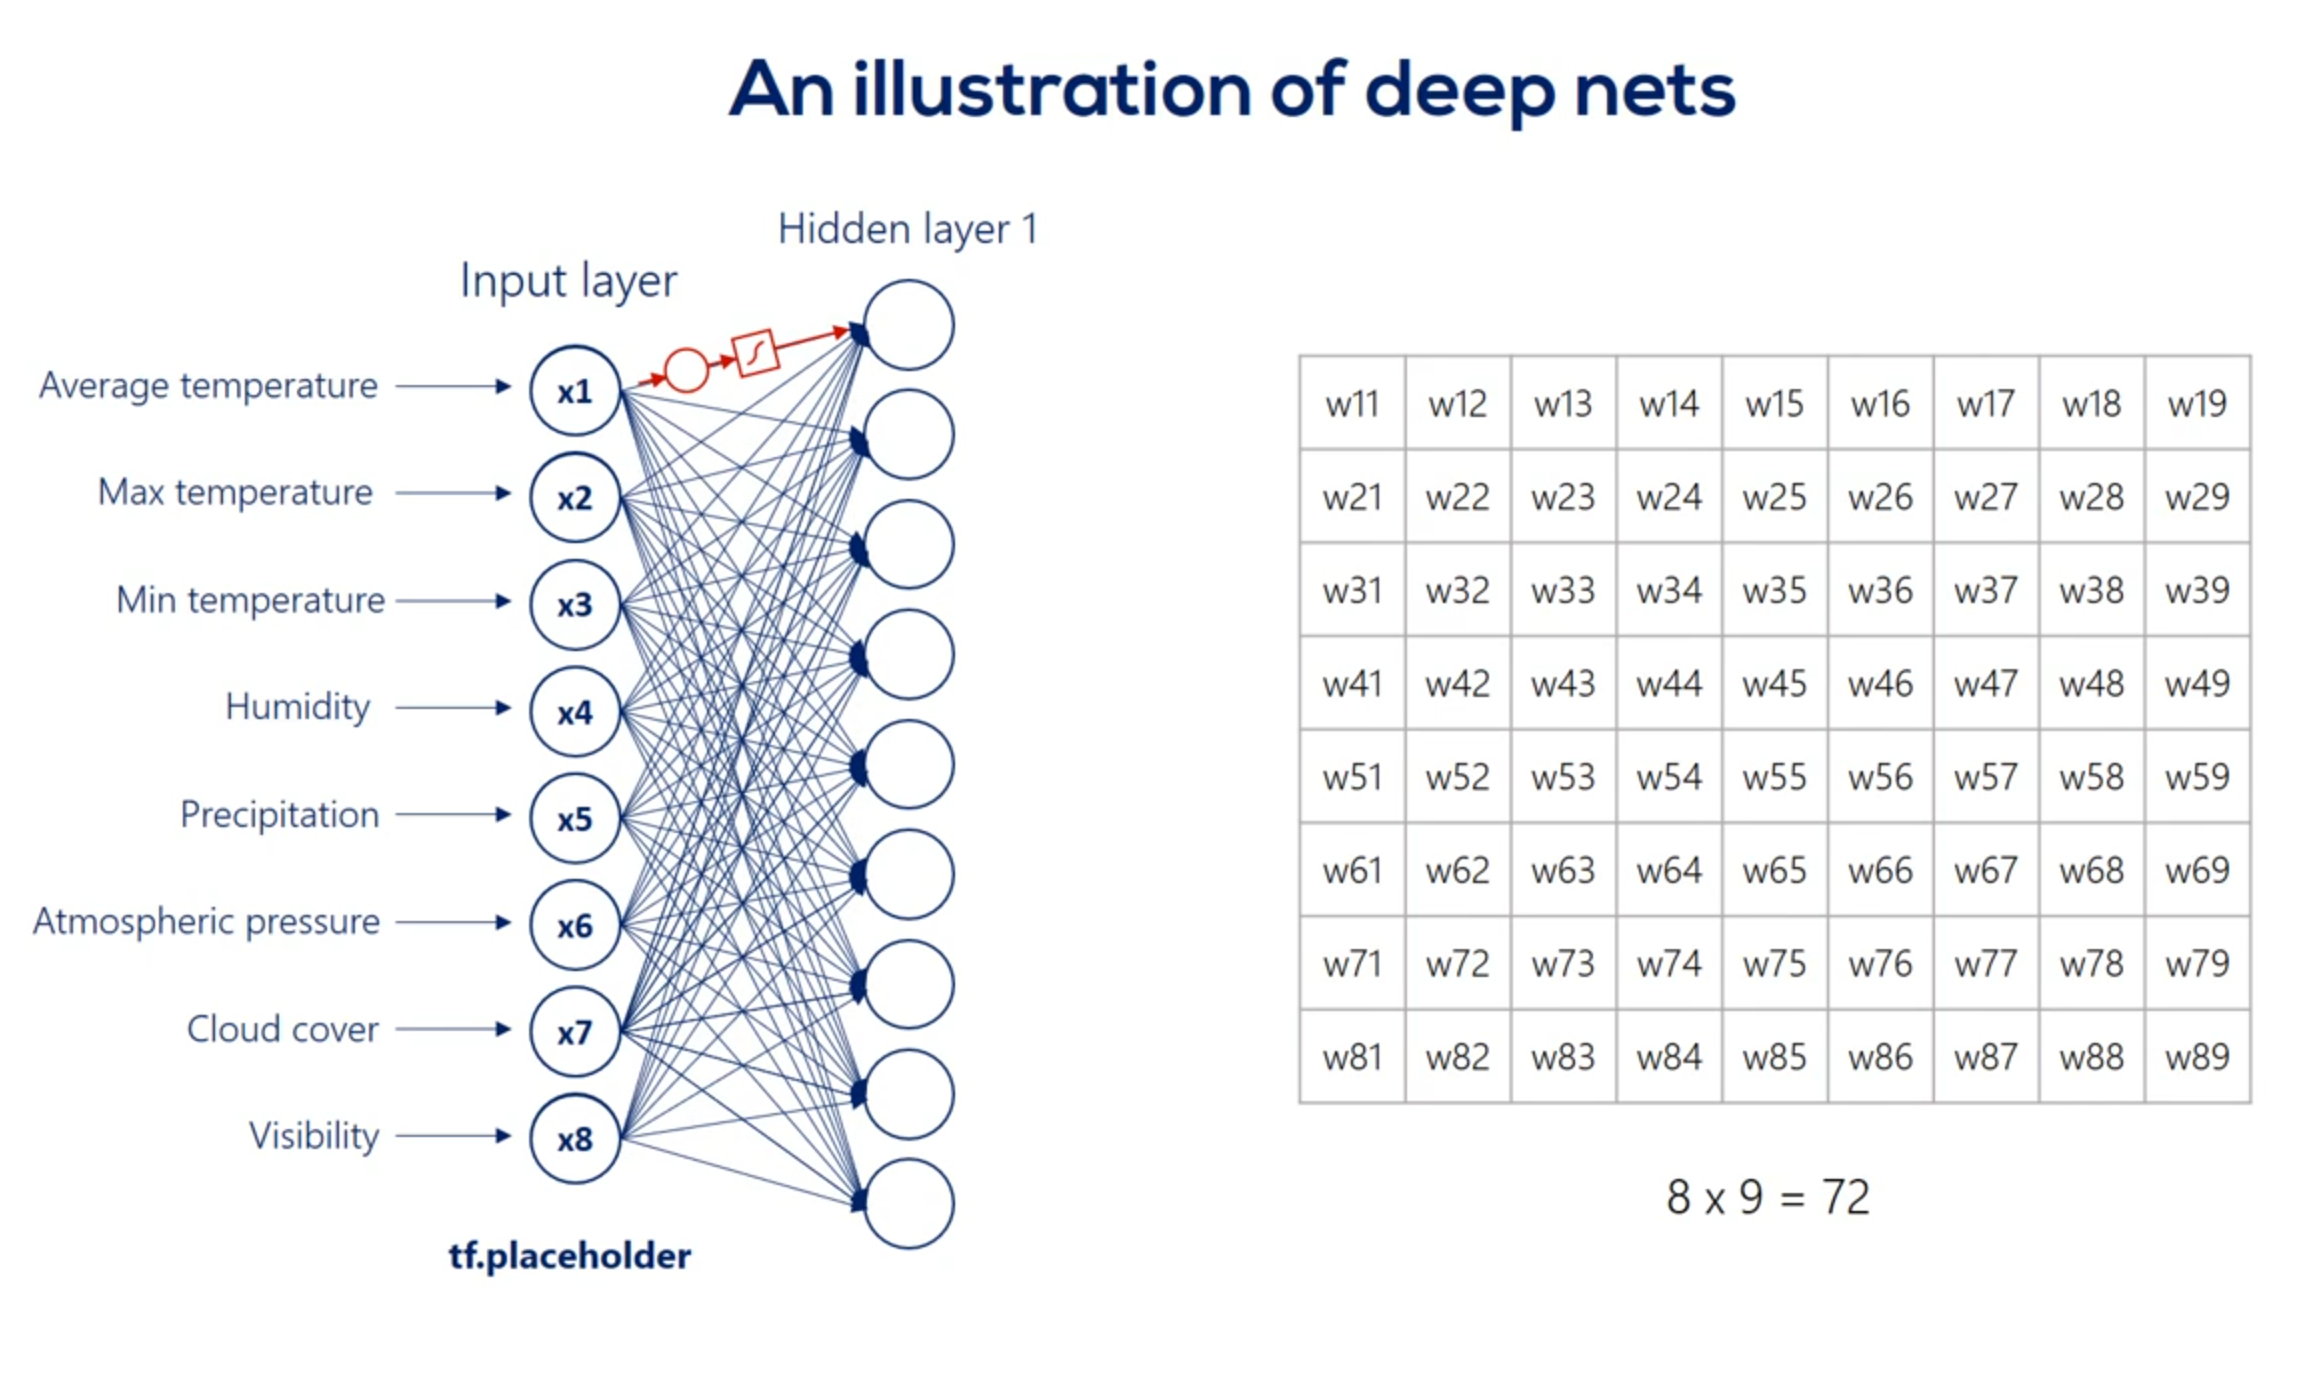 An illustration of deep nets
Hidden layer 1
Input layer
Average temperature x1
Max temperature x2
Min temperature x3
Humidity x4
Precipitation x5
Atmospheric pressure x6
Cloud cover x7
Visibility x8
tf.placeholder
w11 w12 w13 w14 w15 w16 w17 w18 w19
w21 w22 w23 w24 w25 w26 w27 w28 w29
w31 w32 w33 w34 w35 w36 w37 w38 w39
w41 w42 w43 w44 w45 w46 w47 w48 w49
w51 w52 w53 w54 w55 w56 w57 w58 w59
w61 w62 w63 w64 w65 w66 w67 w68 w69
w71 w72 w73 w74 w75 w76 w77 w78 w79
w81 w82 w83 w84 w85 w86 w87 w88 w89
8 x 9 = 72